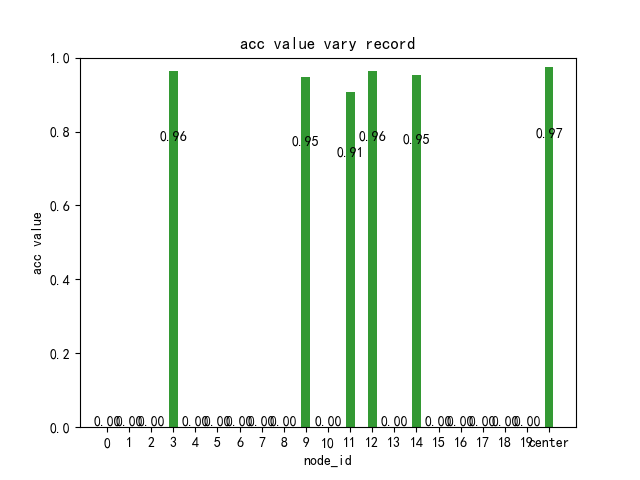 acc value vary record
acc value
1.0
0.8
0.6
0.4
0.2
0.0
0.00 0.00 0.00 0.96 0.00 0.00 0.00 0.00 0.00 0.95 0.00 0.91 0.96 0.00 0.95 0.00 0.00 0.00 0.00 0.00 0.97
0 1 2 3 4 5 6 7 8 9 10 11 12 13 14 15 16 17 18 19 center
node_id